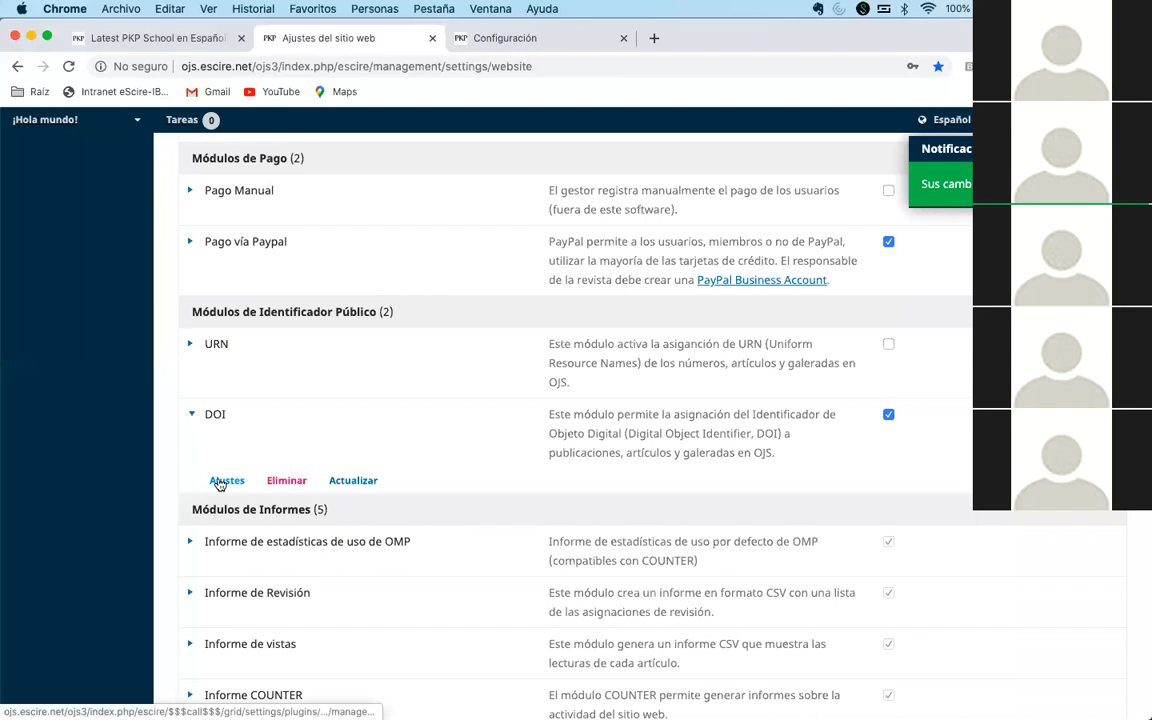 Chrome Archivo Editar Ver Historial Favoritos Personas Pestaña Ventana Ayuda 100%
PKP Latest PKP School en Español
PKP Ajustes del sitio web
PKP Configuración
No seguro ojs.escire.net/ojs3/index.php/escire/management/settings/website
Raíz Intranet eScire-IB... Gmail YouTube Maps
¡Hola mundo! Tareas 0 Español
Notificac
Sus camb
Módulos de Pago (2)
Pago Manual
El gestor registra manualmente el pago de los usuarios
(fuera de este software).
Pago vía Paypal
PayPal permite a los usuarios, miembros o no de PayPal,
utilizar la mayoría de las tarjetas de crédito. El responsable
de la revista debe crear una PayPal Business Account.
Módulos de Identificador Público (2)
URN
Este módulo activa la asigación de URN (Uniform
Resource Names) de los números, artículos y galeradas en
OJS.
DOI
Este módulo permite la asignación del Identificador de
Objeto Digital (Digital Object Identifier, DOI) a
publicaciones, artículos y galeradas en OJS.
Ajustes Eliminar Actualizar
Módulos de Informes (5)
Informe de estadísticas de uso de OMP
Informe de estadísticas de uso por defecto de OMP
(compatibles con COUNTER)
Informe de Revisión
Este módulo crea un informe en formato CSV con una lista
de las asignaciones de revisión.
Informe de vistas
Este módulo genera un informe CSV que muestra las
lecturas de cada artículo.
Informe COUNTER
El módulo COUNTER permite generar informes sobre la
actividad del sitio web.
ojs.escire.net/ojs3/index.php/escire/$$$call$$$/grid/settings/plugins/.../manage...